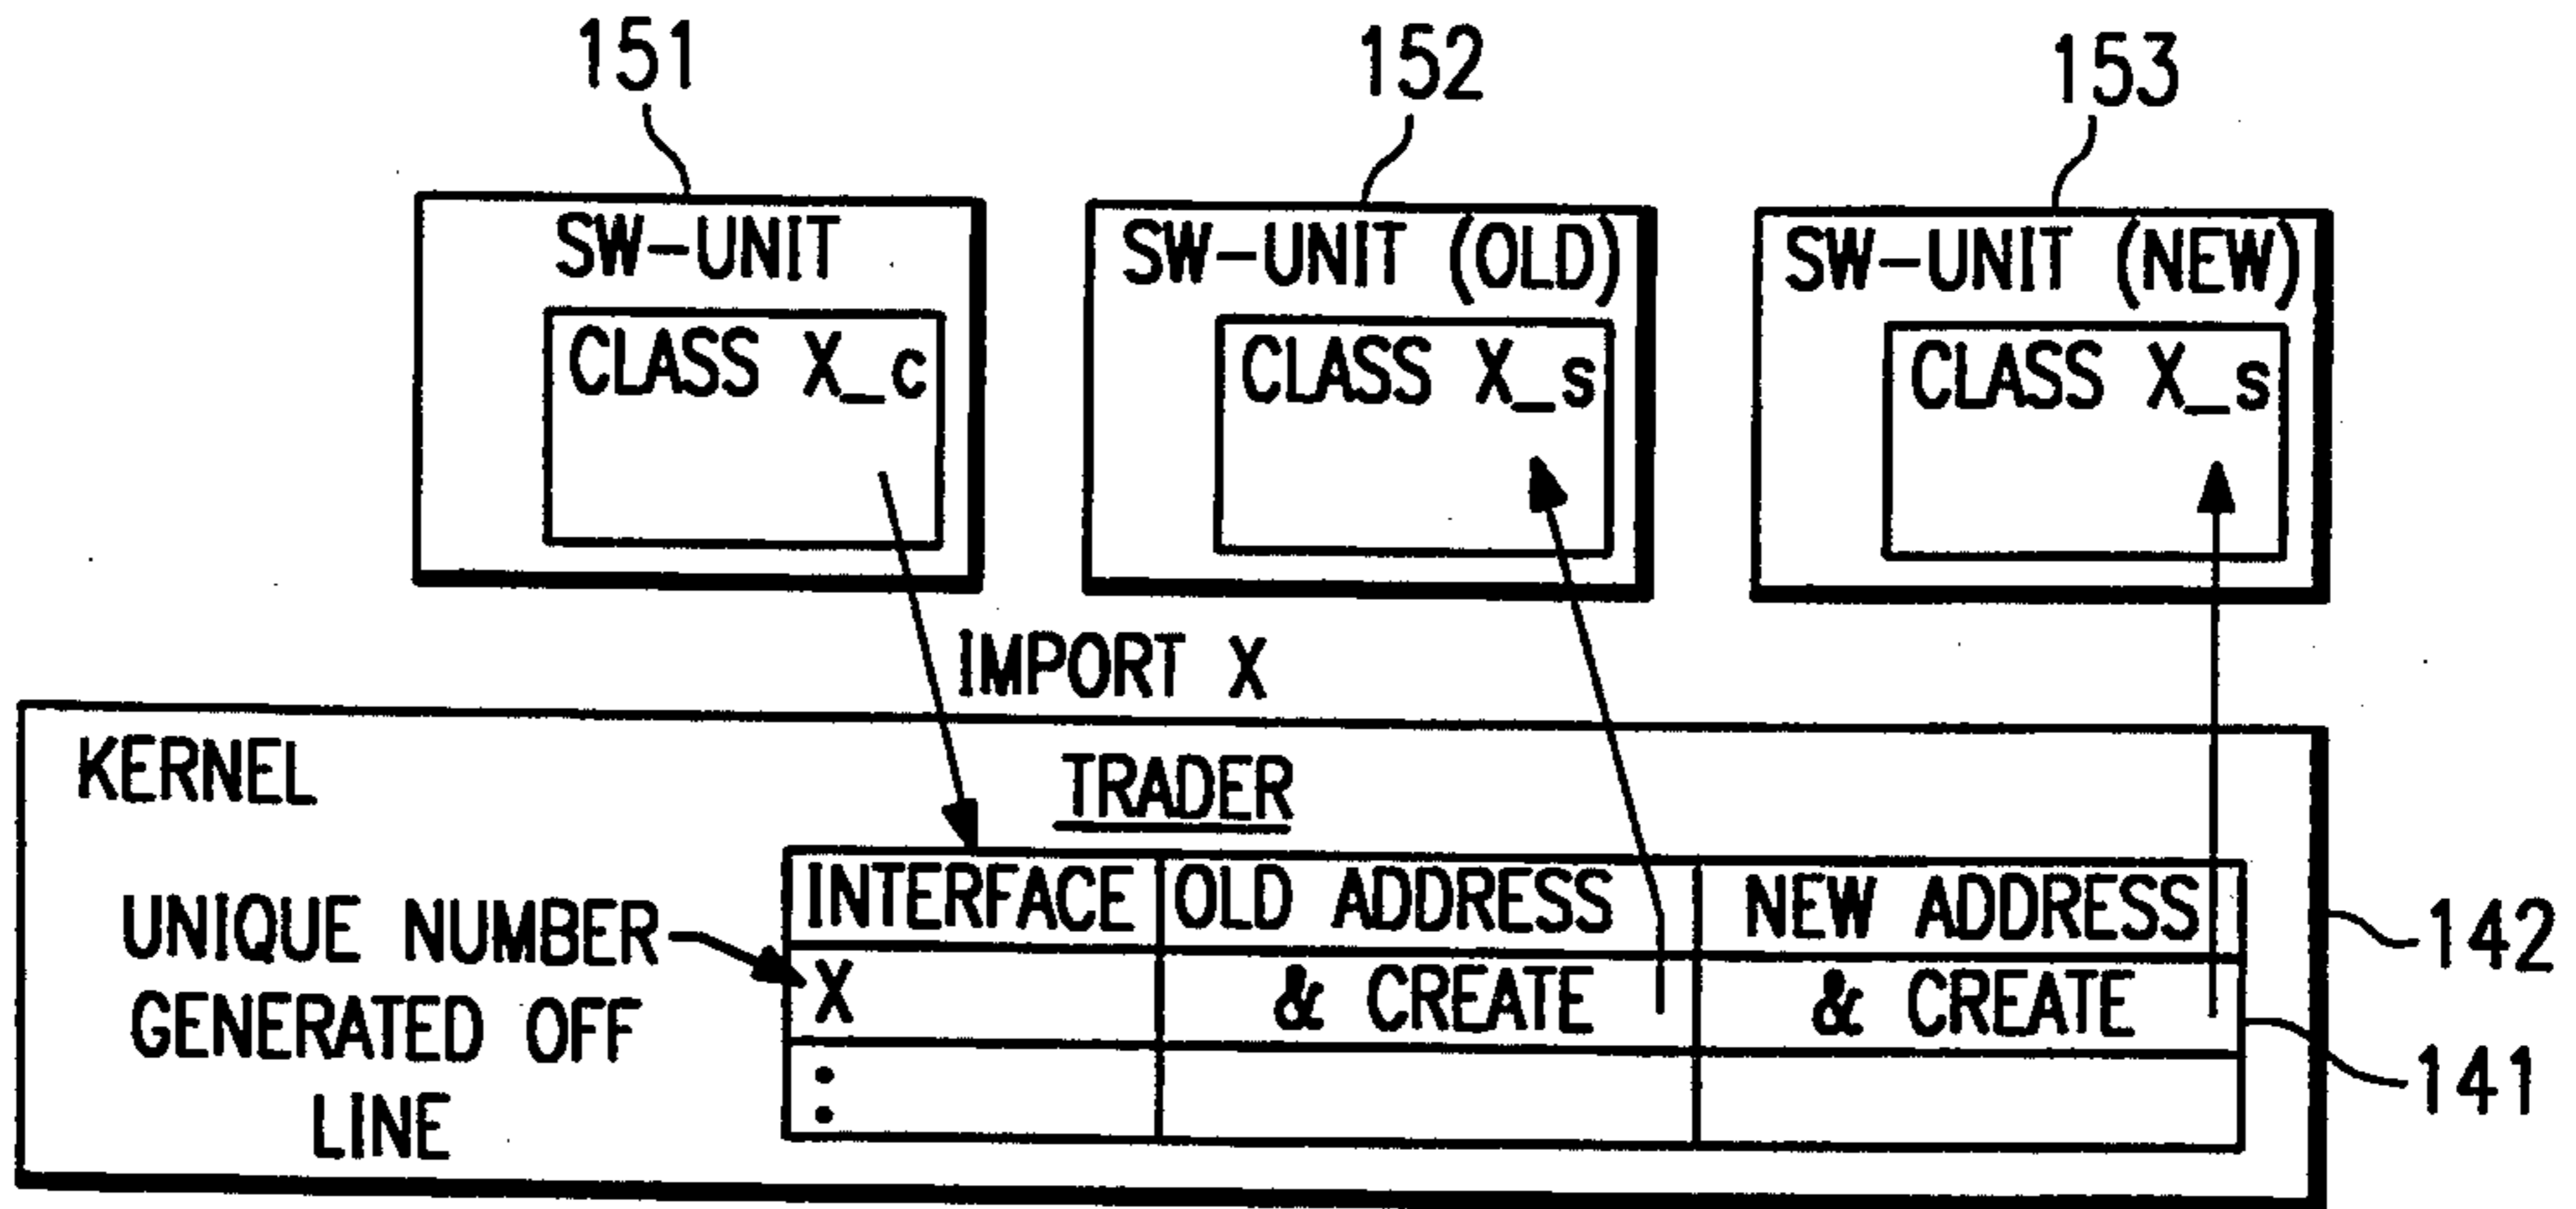 151
152
153
SW-UNIT
CLASS X_c
SW-UNIT (OLD)
CLASS X_s
SW-UNIT (NEW)
CLASS X_s
IMPORT X
KERNEL
TRADER
UNIQUE NUMBER
GENERATED OFF
LINE
INTERFACE OLD ADDRESS NEW ADDRESS
X & CREATE & CREATE
:
142
141